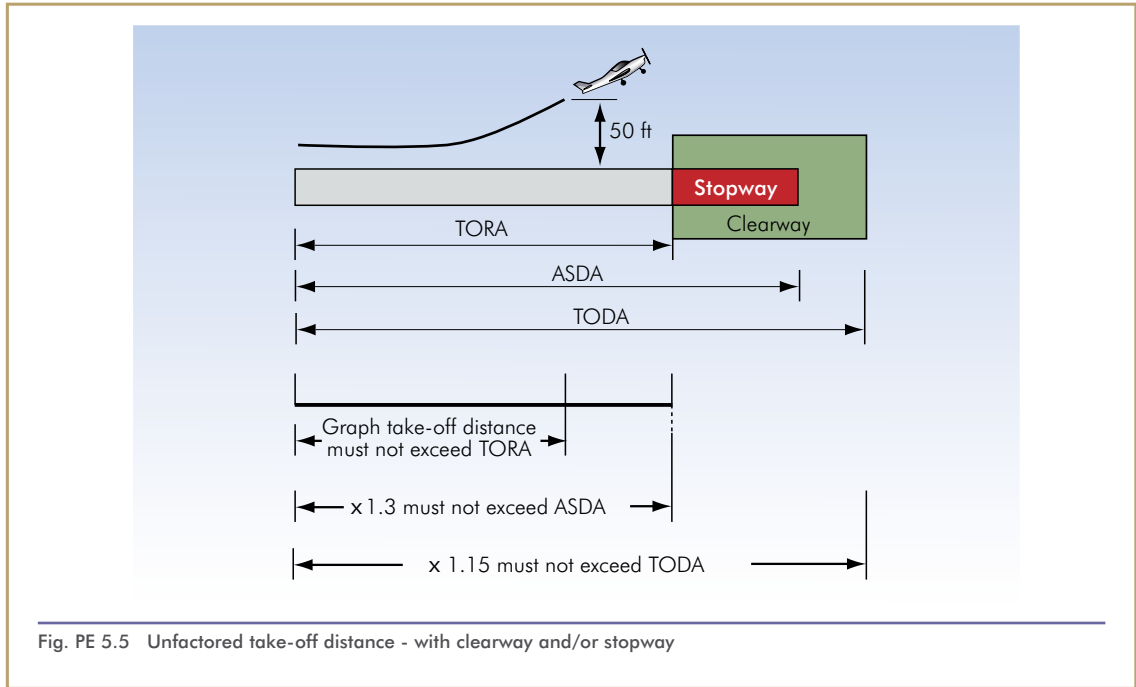 50 ft
Stopway
Clearway
TORA
ASDA
TODA
Graph take-off distance
must not exceed TORA
x 1.3 must not exceed ASDA
x 1.15 must not exceed TODA
Fig. PE 5.5 Unfactored take-off distance - with clearway and/or stopway